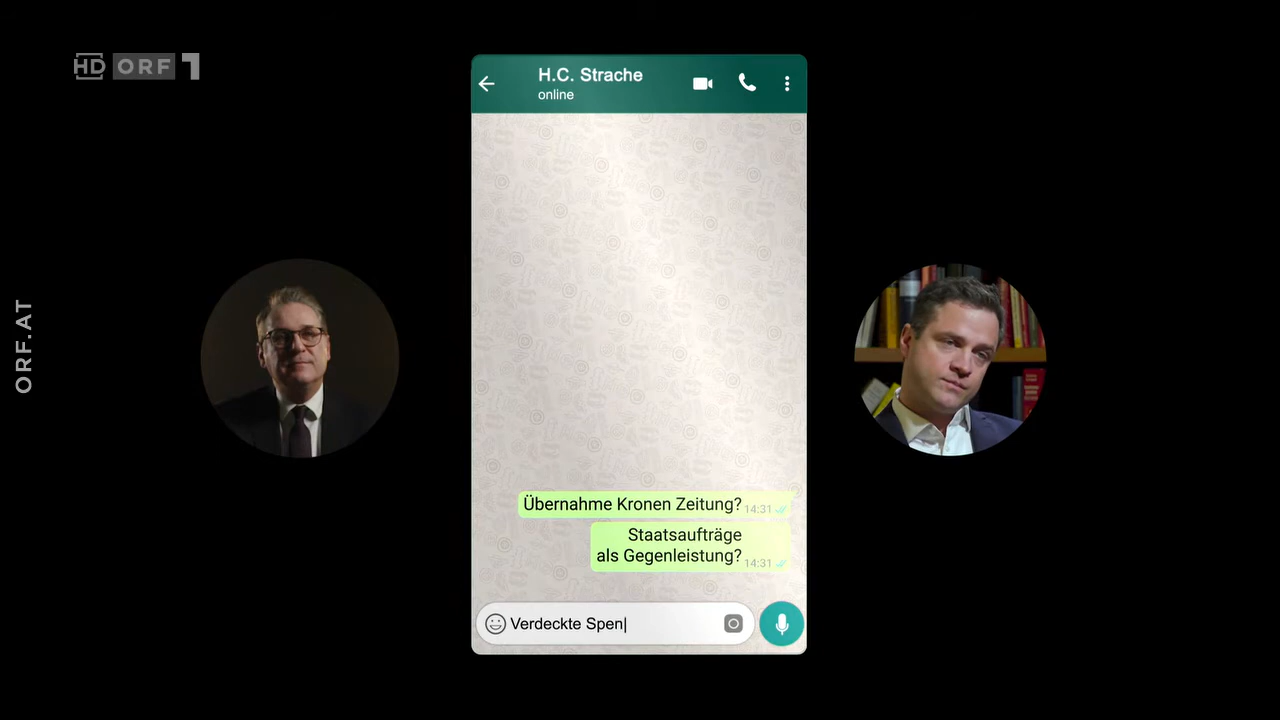 HD ORF 1
ORF.AT
H.C. Strache
online
Übernahme Kronen Zeitung? 14:31
Staatsaufträge
als Gegenleistung? 14:31
Verdeckte Spen